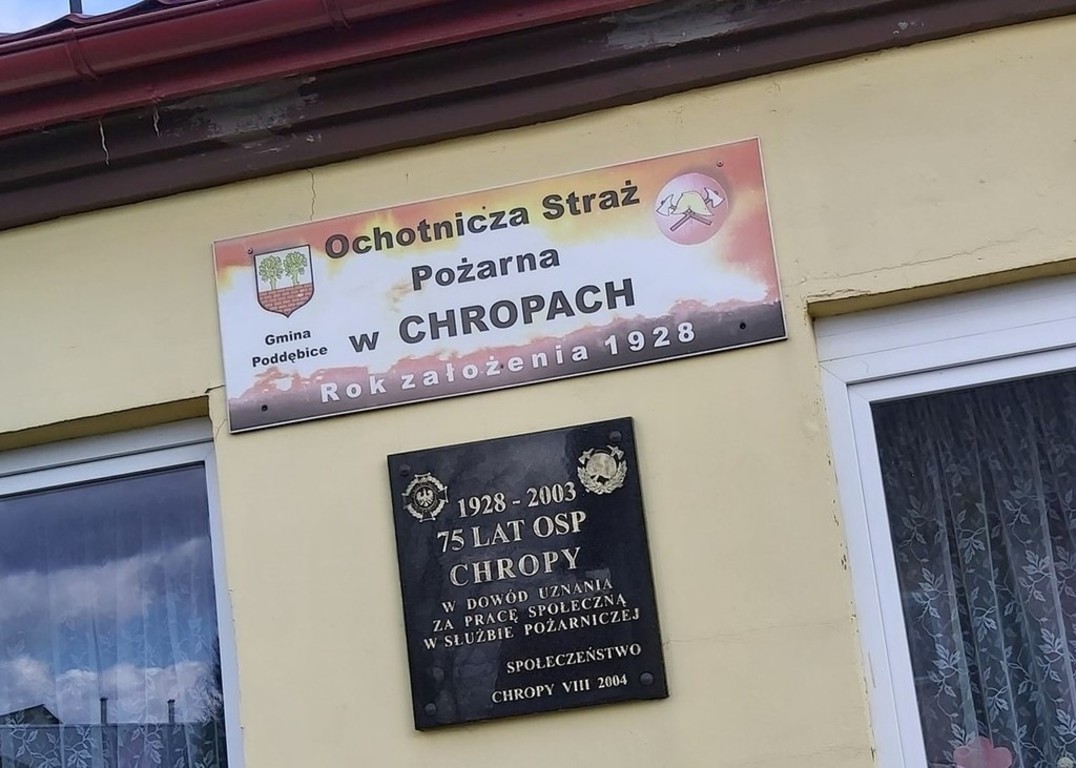 Ochotnicza Straż
Pożarna
w CHROPACH
Gmina
Poddębice
Rok założenia 1928
1928 - 2003
75 LAT OSP
CHROPY
W DOWÓD UZNANIA
ZA PRACĘ SPOŁECZNĄ
W SŁUŻBIE POŻARNICZEJ
SPOŁECZEŃSTWO
CHROPY VIII 2004